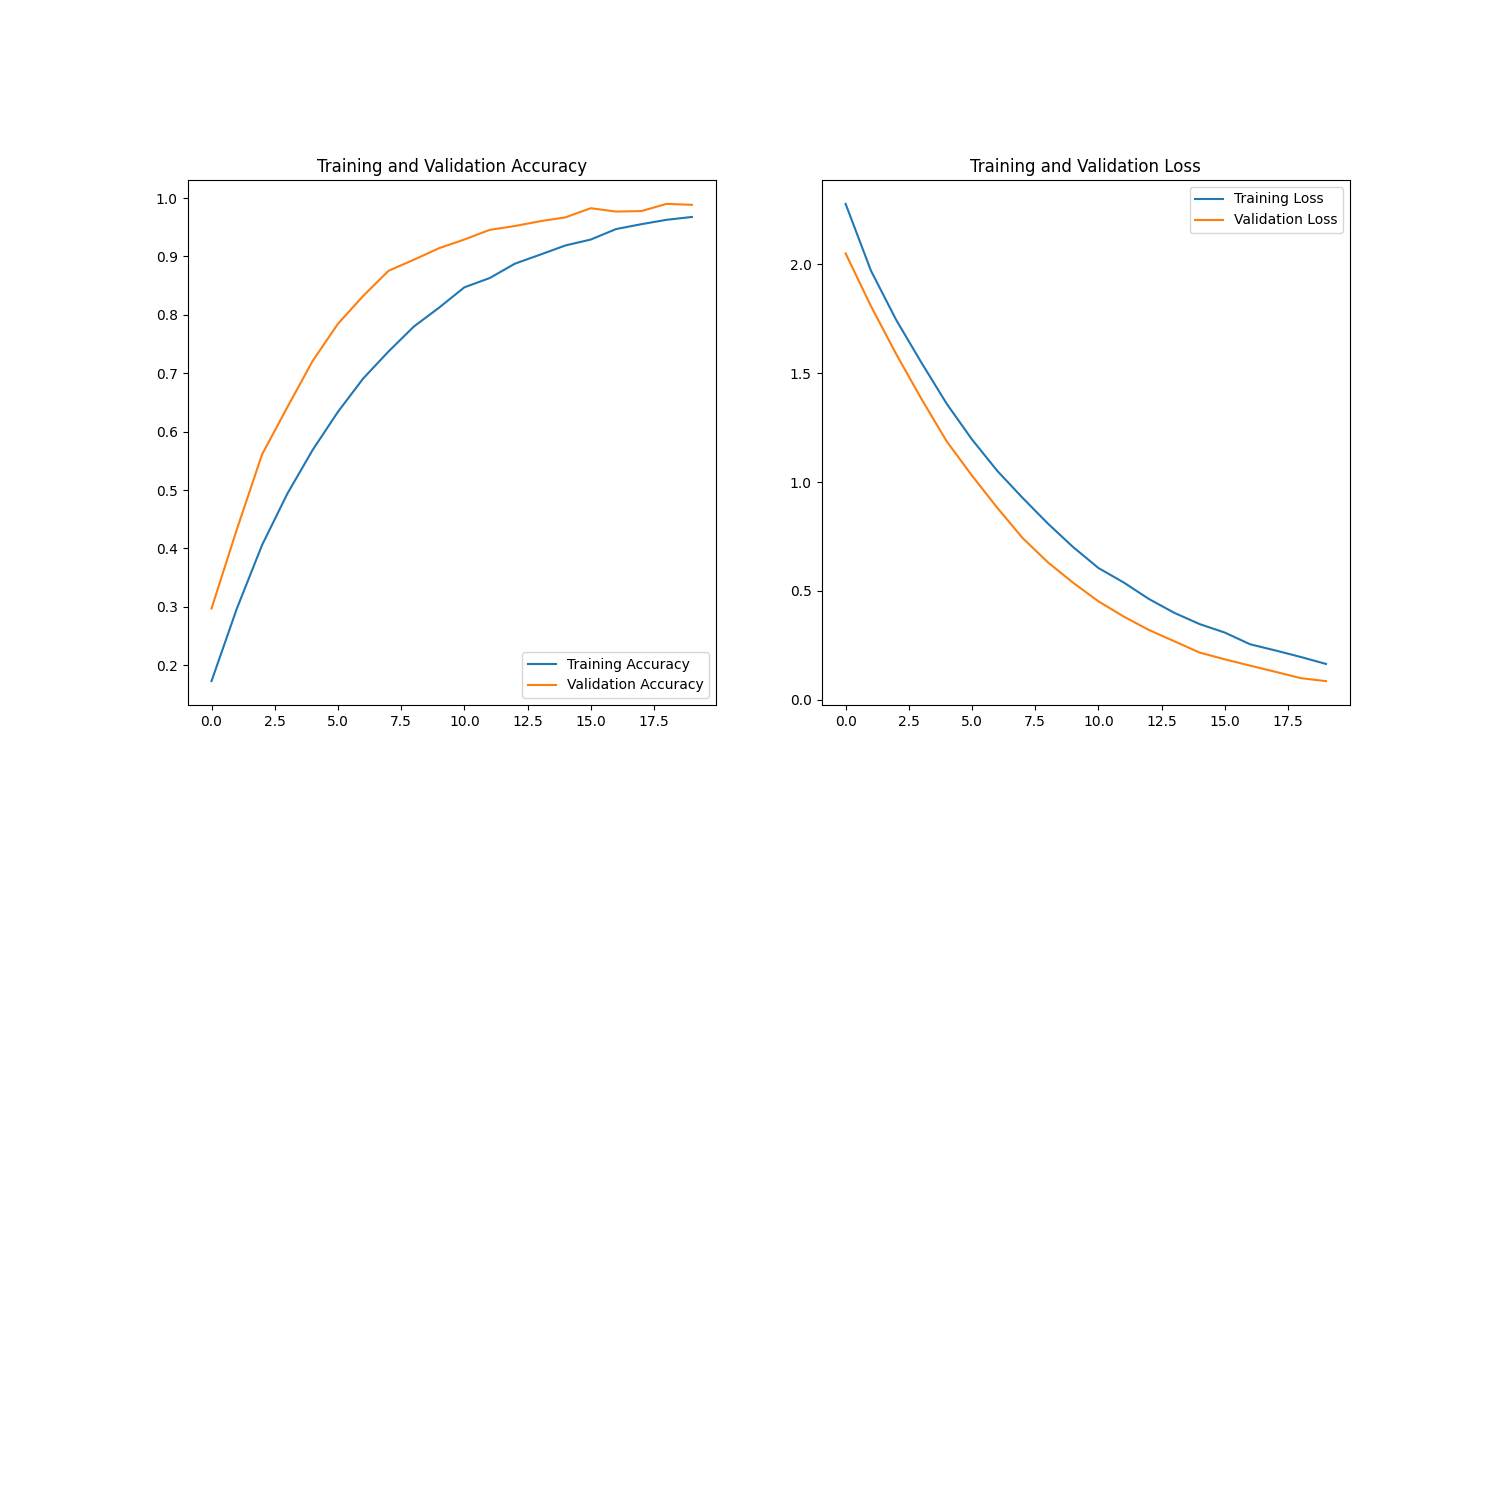 Training and Validation Accuracy
1.0
0.9
0.8
0.7
0.6
0.5
0.4
0.3
0.2
Training Accuracy
Validation Accuracy
0.0 2.5 5.0 7.5 10.0 12.5 15.0 17.5
Training and Validation Loss
Training Loss
Validation Loss
2.0
1.5
1.0
0.5
0.0
0.0 2.5 5.0 7.5 10.0 12.5 15.0 17.5